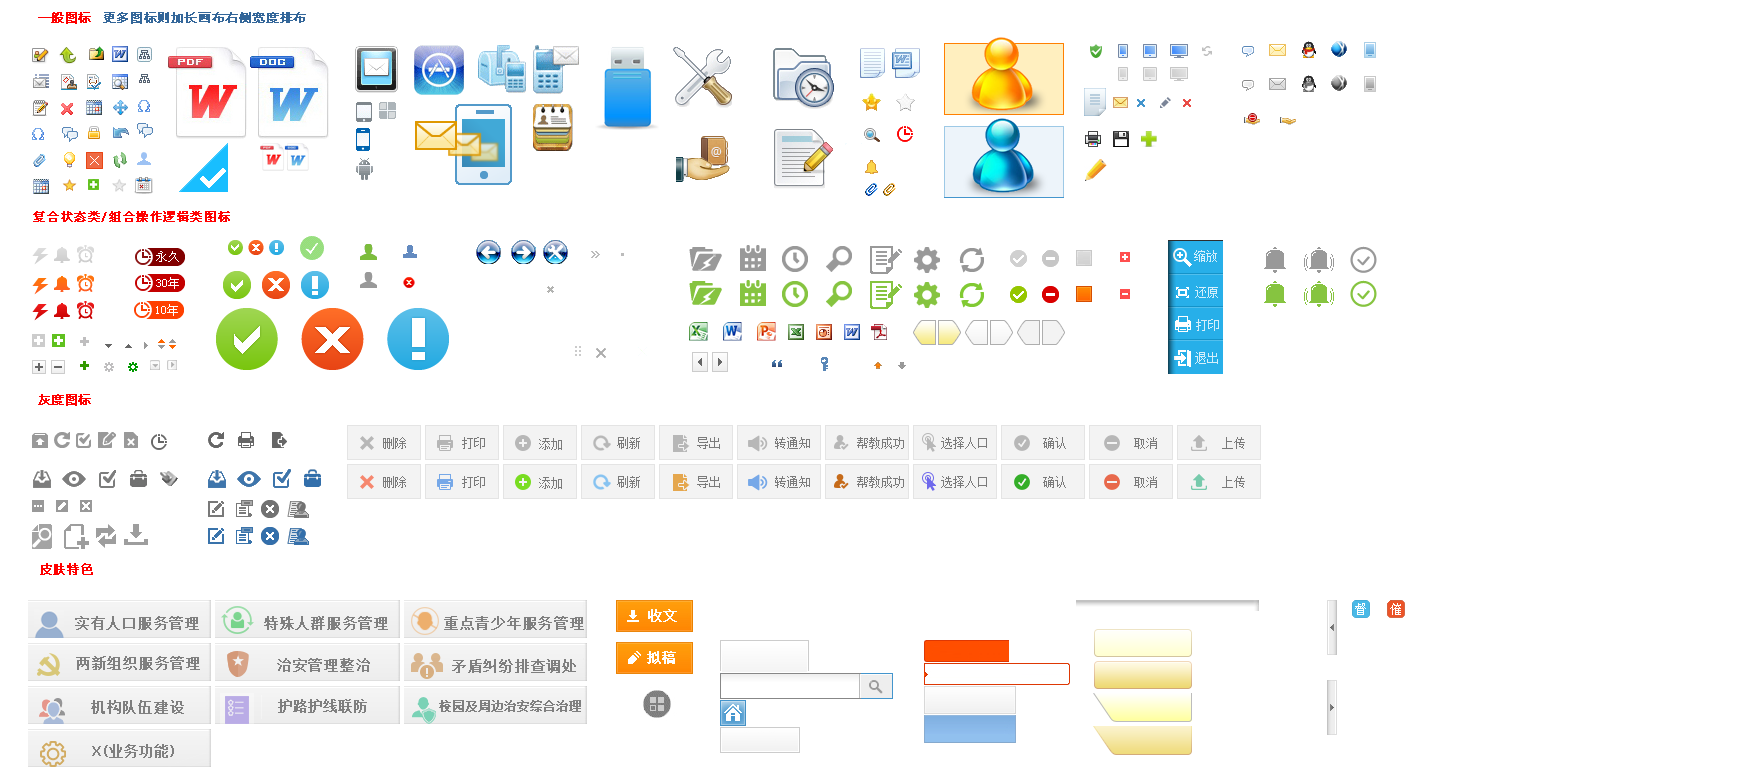 一般图标 更多图标则加长画布右侧宽度排布
PDF
W
DOC
W
W
W
复合状态类/组合操作逻辑类图标
永久
30年
10年
缩放
还原
打印
退出
灰度图标
删除 打印 添加 刷新 导出 转通知 帮教成功 选择人口 确认 取消 上传
删除 打印 添加 刷新 导出 转通知 帮教成功 选择人口 确认 取消 上传
皮肤特色
实有人口服务管理 特殊人群服务管理 重点青少年服务管理
两新组织服务管理 治安管理整治 矛盾纠纷排查调处
机构队伍建设 护路护线联防 校园及周边治安综合治理
X(业务功能)
收文
拟稿
督 催